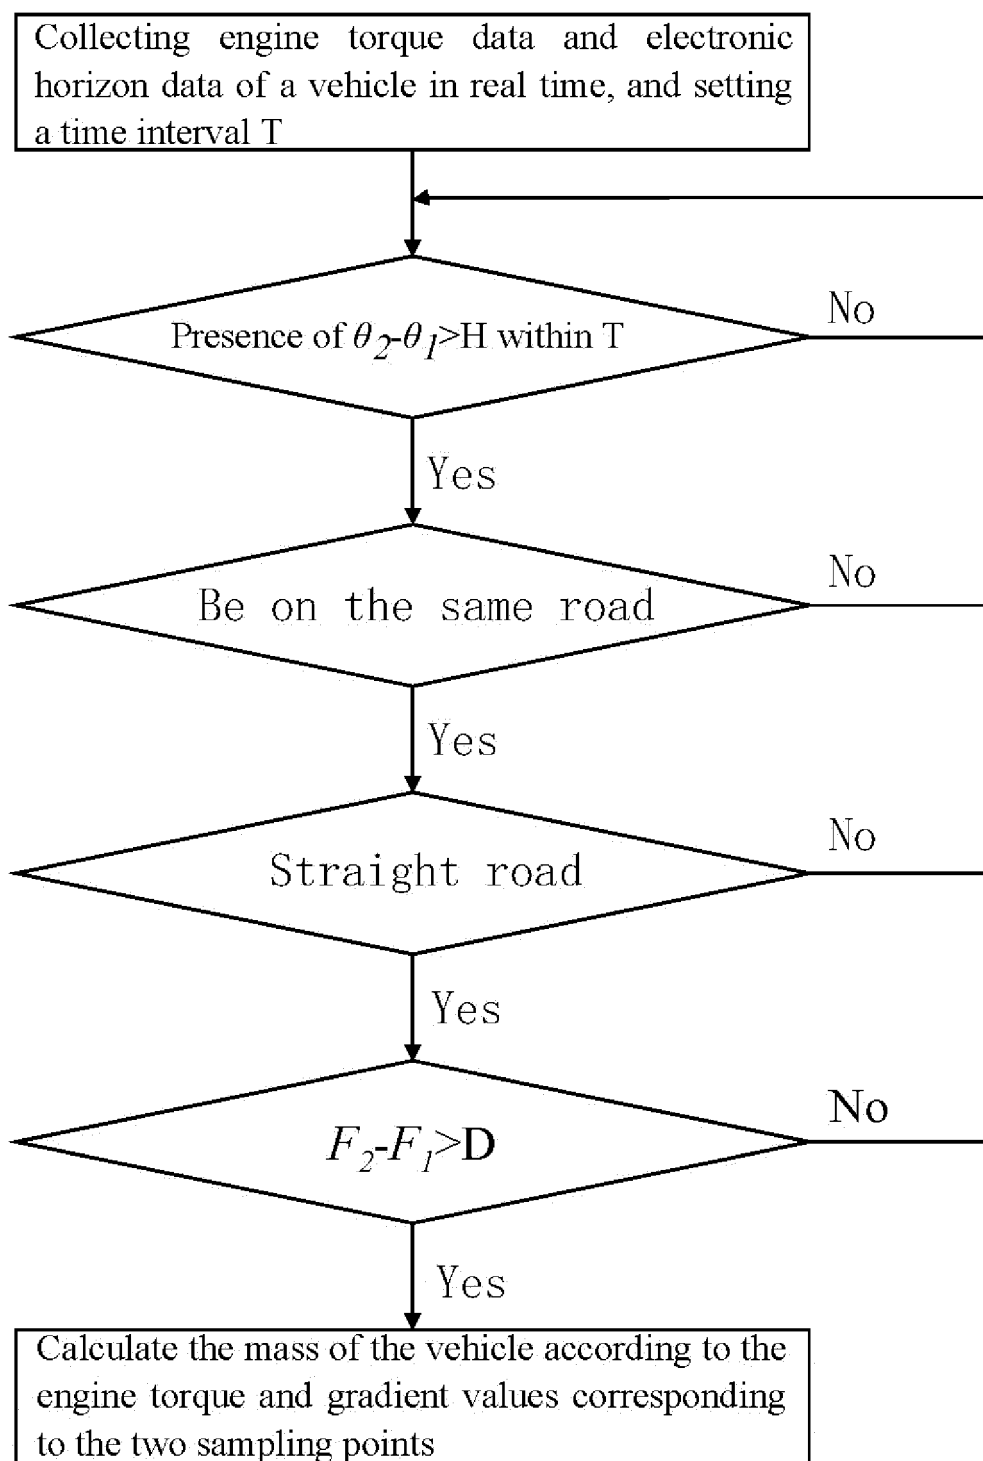 Collecting engine torque data and electronic
horizon data of a vehicle in real time, and setting
a time interval T
Presence of θ2-θ1>H within T
No
Yes
Be on the same road
No
Yes
Straight road
No
Yes
F2-F1>D
No
Yes
Calculate the mass of the vehicle according to the
engine torque and gradient values corresponding
to the two sampling points